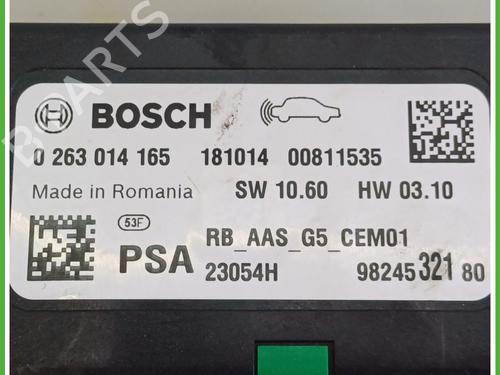 BOSCH
0 263 014 165 181014 00811535
Made in Romania SW 10.60 HW 03.10
53F
PSA RB_AAS_G5_CEM01
23054H 98245 321 80
BPARTS